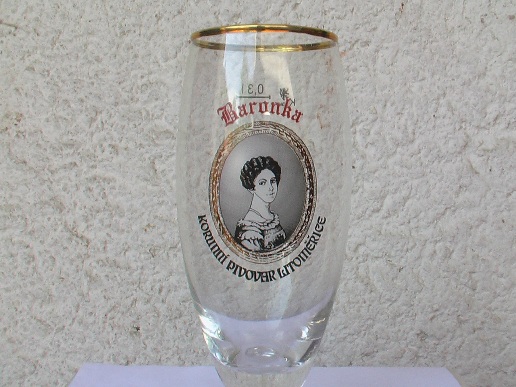 0,3 l
Baronka
KORUNNÍ PIVOVAR LITOMĚŘICE